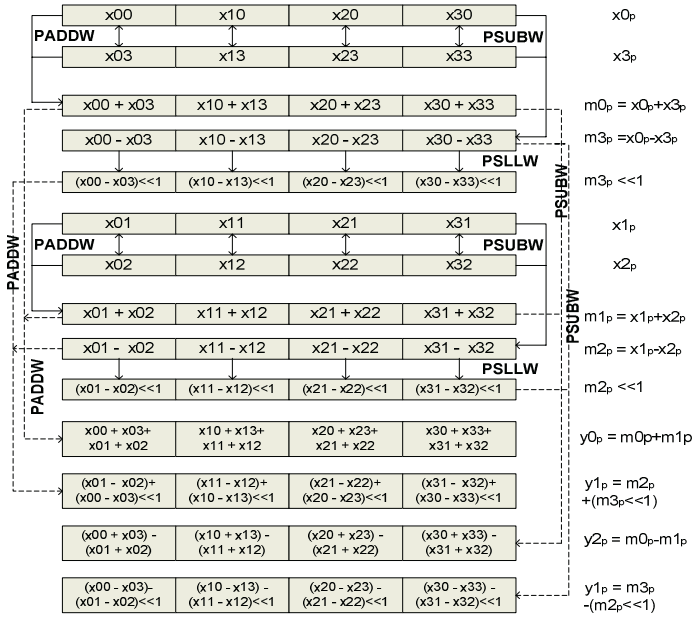 x00 x10 x20 x30 x0p
PADDW PSUBW
x03 x13 x23 x33 x3p
x00 + x03 x10 + x13 x20 + x23 x30 + x33 m0p = x0p+x3p
x00 - x03 x10 - x13 x20 - x23 x30 - x33 m3p =x0p-x3p
PSLLW
(x00 - x03)<<1 (x10 - x13)<<1 (x20 - x23)<<1 (x30 - x33)<<1 m3p <<1
PSUBW
x01 x11 x21 x31 x1p
PADDW PSUBW
x02 x12 x22 x32 x2p
PADDW
x01 + x02 x11 + x12 x21 + x22 x31 + x32 m1p = x1p+x2p
PSUBW
x01 - x02 x11 - x12 x21 - x22 x31 - x32 m2p = x1p-x2p
PSLLW
(x01 - x02)<<1 (x11 - x12)<<1 (x21 - x22)<<1 (x31 - x32)<<1 m2p <<1
PADDW
x00 + x03+ x10 + x13+ x20 + x23+ x30 + x33+
x01 + x02 x11 + x12 x21 + x22 x31 + x32
y0p = m0p+m1p
(x01 - x02)+ (x11 - x12)+ (x21 - x22)+ (x31 - x32)+ y1p = m2p
(x00 - x03)<<1 (x10 - x13)<<1 (x20 - x23)<<1 (x30 - x33)<<1 +(m3p<<1)
(x00 + x03) - (x10 + x13) - (x20 + x23) - (x30 + x33) -
(x01 + x02) (x11 + x12) (x21 + x22) (x31 + x32)
y2p = m0p-m1p
(x00 - x03)- (x10 - x13) - (x20 - x23) - (x30 - x33) - y1p = m3p
(x01 - x02)<<1 (x11 - x12)<<1 (x21 - x22)<<1 (x31 - x32)<<1 -(m2p<<1)